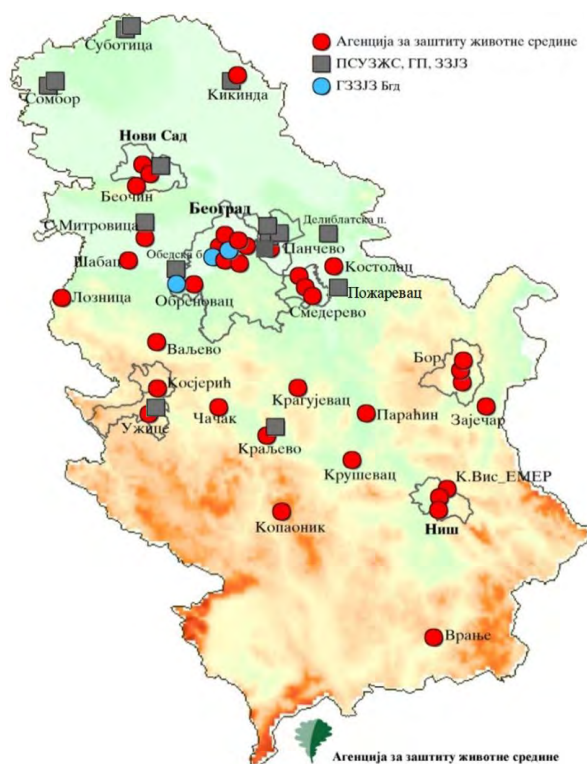 Суботица
Агенција за заштиту животне средине
ПСУЗЖС, ГП, ЗЗЈЗ
ГЗЗЈЗ Бгд
Сомбор
Кикинда
Нови Сад
Беочин
Београд
С.Митровица
Делиблатска п.
Обедска б.
Панчево
Шабац
Костолац
Лозница
Обреновац
Пожаревац
Смедерево
Ваљево
Бор
Косјерић
Крагујевац
Чачак
Параћин
Зајечар
Ужице
Краљево
Крушевац
К.Вис_ЕМЕР
Копаоник
Ниш
Врање
Агенција за заштиту животне средине